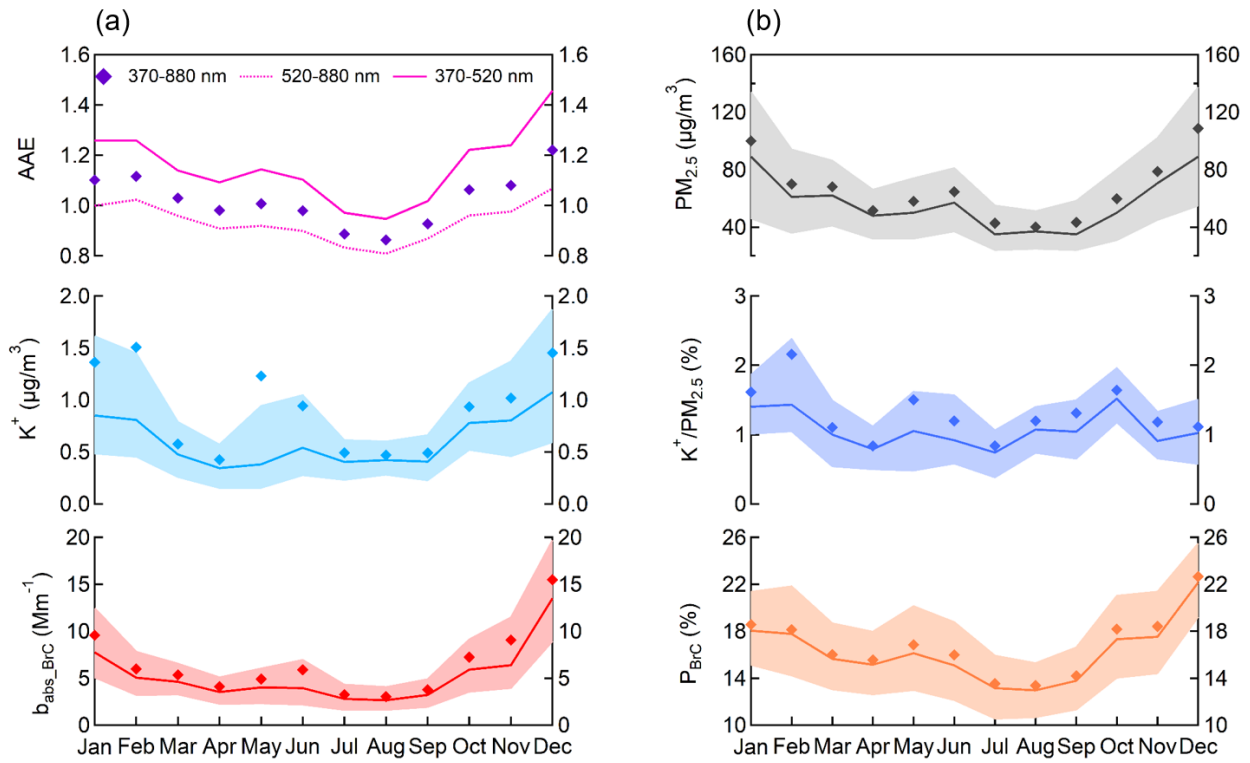 (a)
1.6 1.6
370-880 nm 520-880 nm 370-520 nm
1.4 1.4
1.2 1.2
1.0 1.0
0.8 0.8
AAE
2.0 2.0
1.5 1.5
1.0 1.0
0.5 0.5
0.0 0.0
K⁺ (µg/m³)
20 20
15 15
10 10
5 5
0 0
b_abs_BrC (Mm⁻¹)
Jan Feb Mar Apr May Jun Jul Aug Sep Oct Nov Dec
(b)
160 160
120 120
80 80
40 40
PM₂.₅ (µg/m³)
3 3
2 2
1 1
0 0
K⁺/PM₂.₅ (%)
26 26
22 22
18 18
14 14
10 10
P_BrC (%)
Jan Feb Mar Apr May Jun Jul Aug Sep Oct Nov Dec